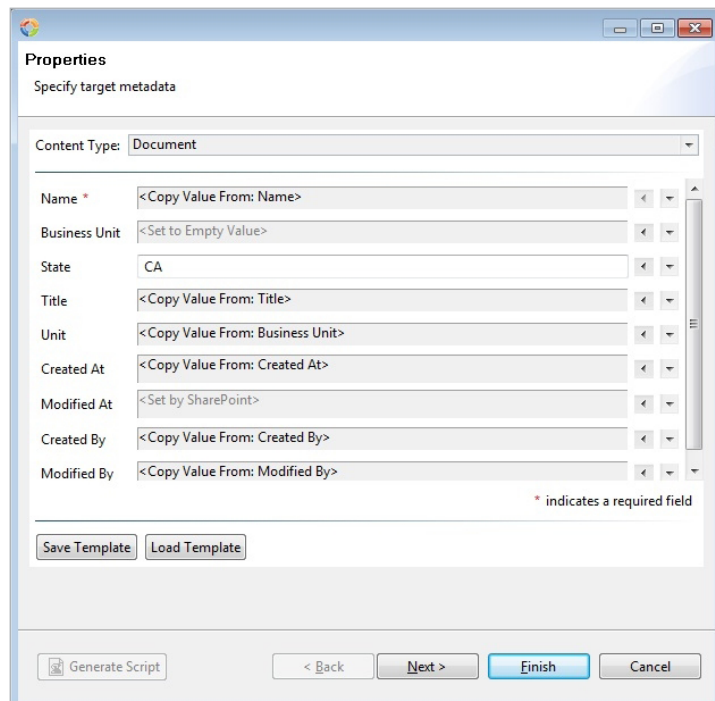 Properties
Specify target metadata
Content Type: Document
Name * <Copy Value From: Name>
Business Unit <Set to Empty Value>
State CA
Title <Copy Value From: Title>
Unit <Copy Value From: Business Unit>
Created At <Copy Value From: Created At>
Modified At <Set by SharePoint>
Created By <Copy Value From: Created By>
Modified By <Copy Value From: Modified By>
* indicates a required field
Save Template Load Template
Generate Script < Back Next > Finish Cancel